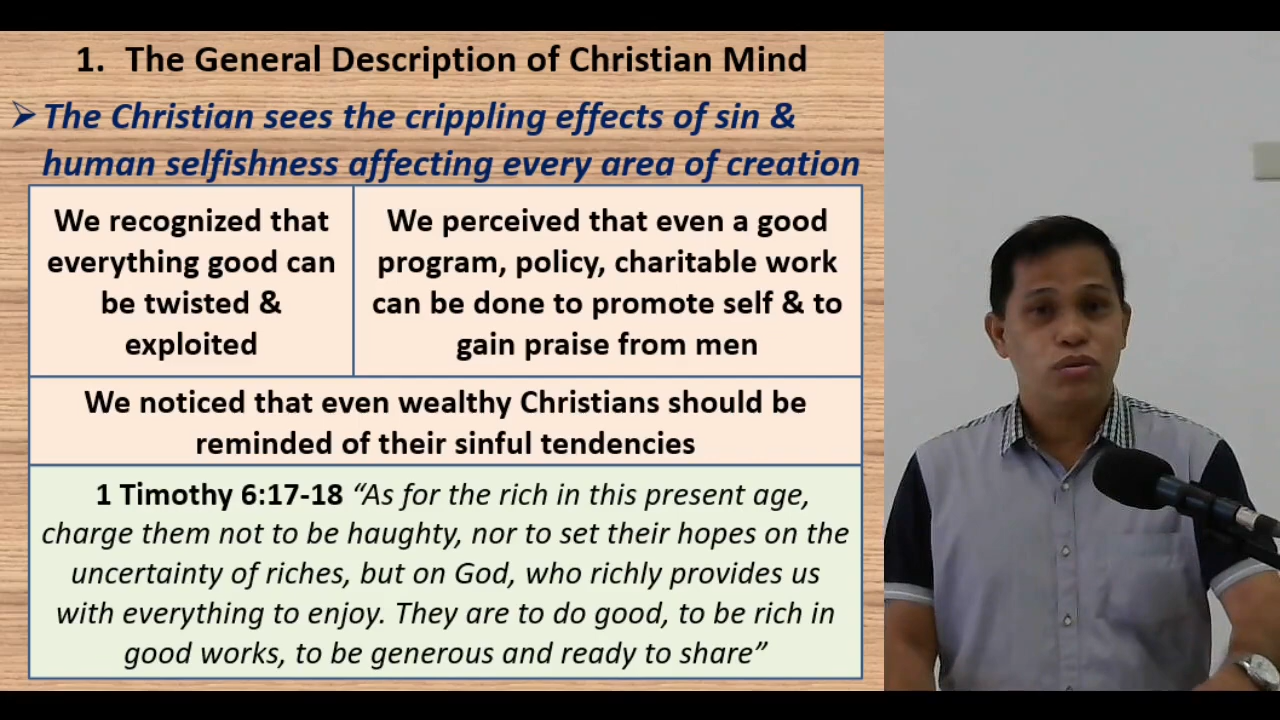 1. The General Description of Christian Mind
➢ The Christian sees the crippling effects of sin &
human selfishness affecting every area of creation
We recognized that
everything good can
be twisted &
exploited
We perceived that even a good
program, policy, charitable work
can be done to promote self & to
gain praise from men
We noticed that even wealthy Christians should be
reminded of their sinful tendencies
1 Timothy 6:17-18 “As for the rich in this present age,
charge them not to be haughty, nor to set their hopes on the
uncertainty of riches, but on God, who richly provides us
with everything to enjoy. They are to do good, to be rich in
good works, to be generous and ready to share”